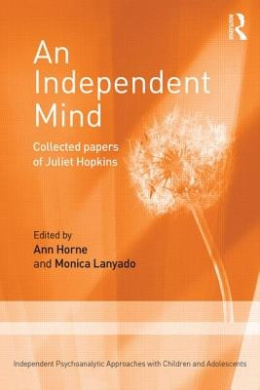 Routledge
An
Independent
Mind
Collected papers
of Juliet Hopkins
Edited by
Ann Horne
and Monica Lanyado
Independent Psychoanalytic Approaches with Children and Adolescents